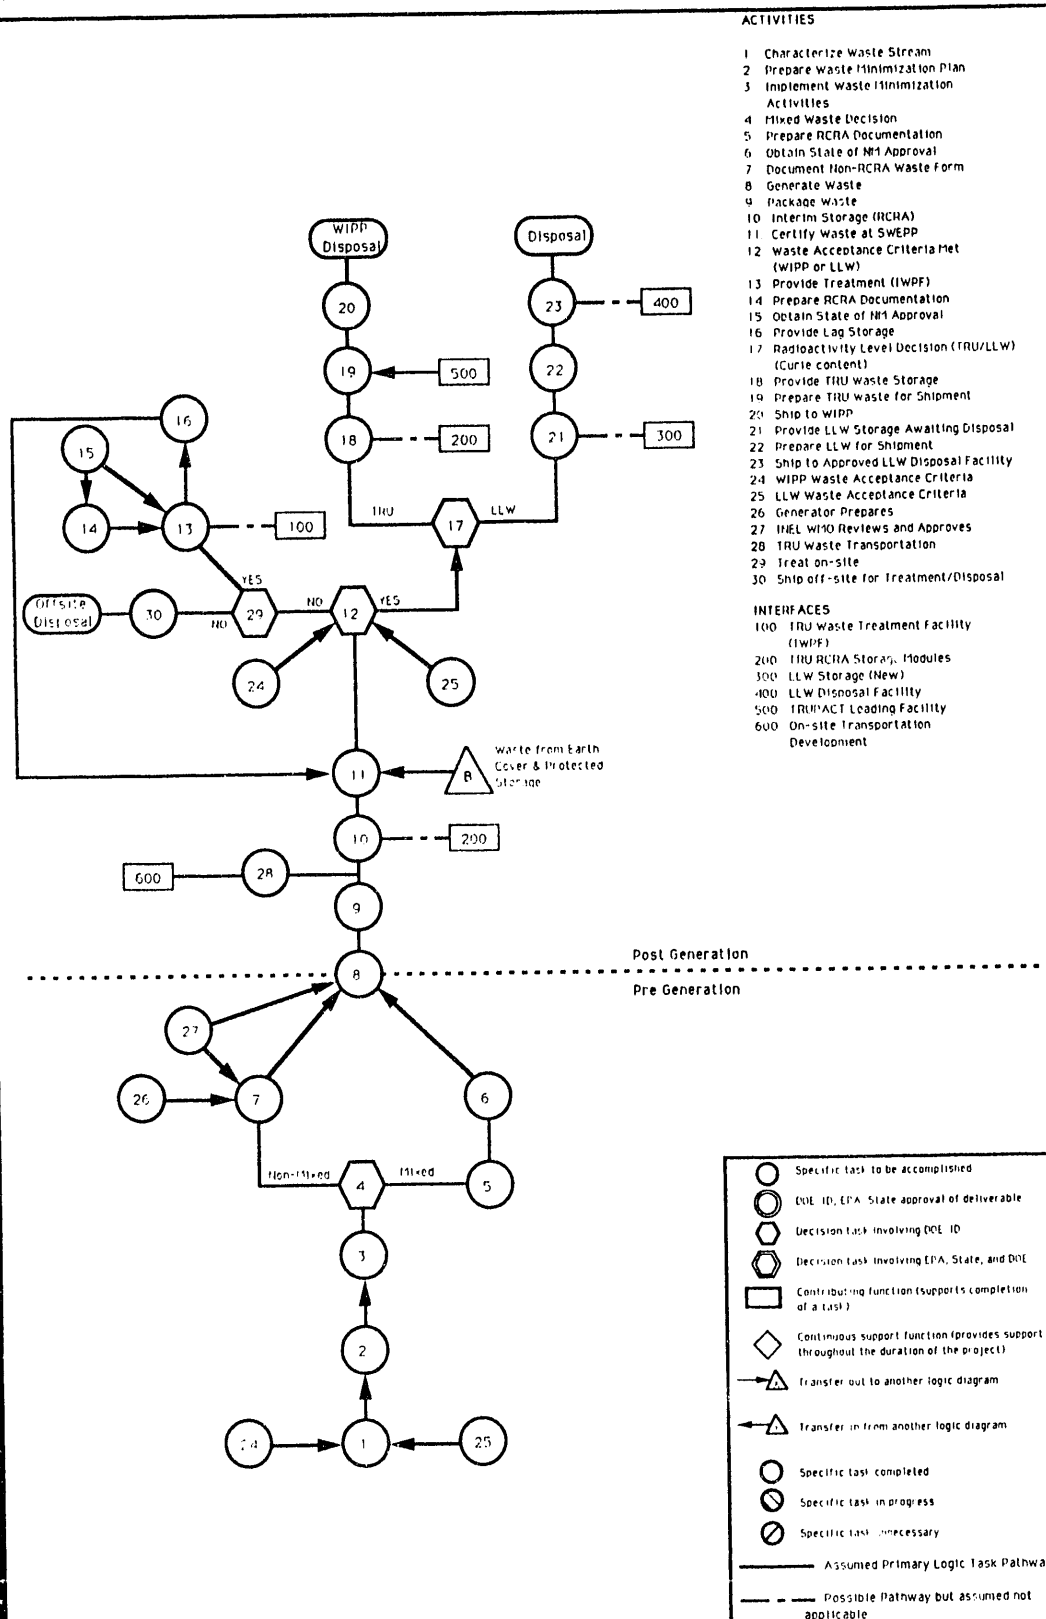 ACTIVITIES
1 Characterize Waste Stream
2 Prepare Waste Minimization Plan
3 Implement Waste Minimization
Activities
4 Mixed Waste Decision
5 Prepare RCRA Documentation
6 Obtain State of NM Approval
7 Document Non-RCRA Waste Form
8 Generate Waste
9 Package Waste
10 Interim Storage (RCRA)
11 Certify Waste at SWEPP
12 Waste Acceptance Criteria Met
(WIPP or LLW)
13 Provide Treatment (IWPF)
14 Prepare RCRA Documentation
15 Obtain State of NM Approval
16 Provide Lag Storage
17 Radioactivity Level Decision (TRU/LLW)
(Curie content)
18 Provide TRU Waste Storage
19 Prepare TRU Waste for Shipment
20 Ship to WIPP
21 Provide LLW Storage Awaiting Disposal
22 Prepare LLW for Shipment
23 Ship to Approved LLW Disposal Facility
24 WIPP Waste Acceptance Criteria
25 LLW Waste Acceptance Criteria
26 Generator Prepares
27 INEL WMO Reviews and Approves
28 TRU Waste Transportation
29 Treat on-site
30 Ship off-site for Treatment/Disposal
INTERFACES
100 TRU Waste Treatment Facility
(IWPF)
200 TRU RCRA Storage Modules
300 LLW Storage (New)
400 LLW Disposal Facility
500 TRUPACT Loading Facility
600 On-site Transportation
Development
WIPP
Disposal
Disposal
20
23
400
19
500
22
16
18
200
21
300
15
14
13
100
TRU
17
LLW
YES
Offsite
Disposal
30
NO
29
NO
12
YES
24
25
11
B
Waste from Earth
Cover & Protected
Storage
10
200
600
28
9
Post Generation
8
Pre Generation
27
26
7
6
Non-Mixed
4
Mixed
5
3
2
24
1
25
Specific task to be accomplished
DOE-ID, EPA, State approval of deliverable
Decision task involving DOE-ID
Decision task involving EPA, State, and DOE
Contributing function (supports completion
of a task)
Continuous support function (provides support
throughout the duration of the project)
Transfer out to another logic diagram
Transfer in from another logic diagram
Specific task completed
Specific task in progress
Specific task unnecessary
Assumed Primary Logic Task Pathwa
Possible Pathway but assumed not
applicable